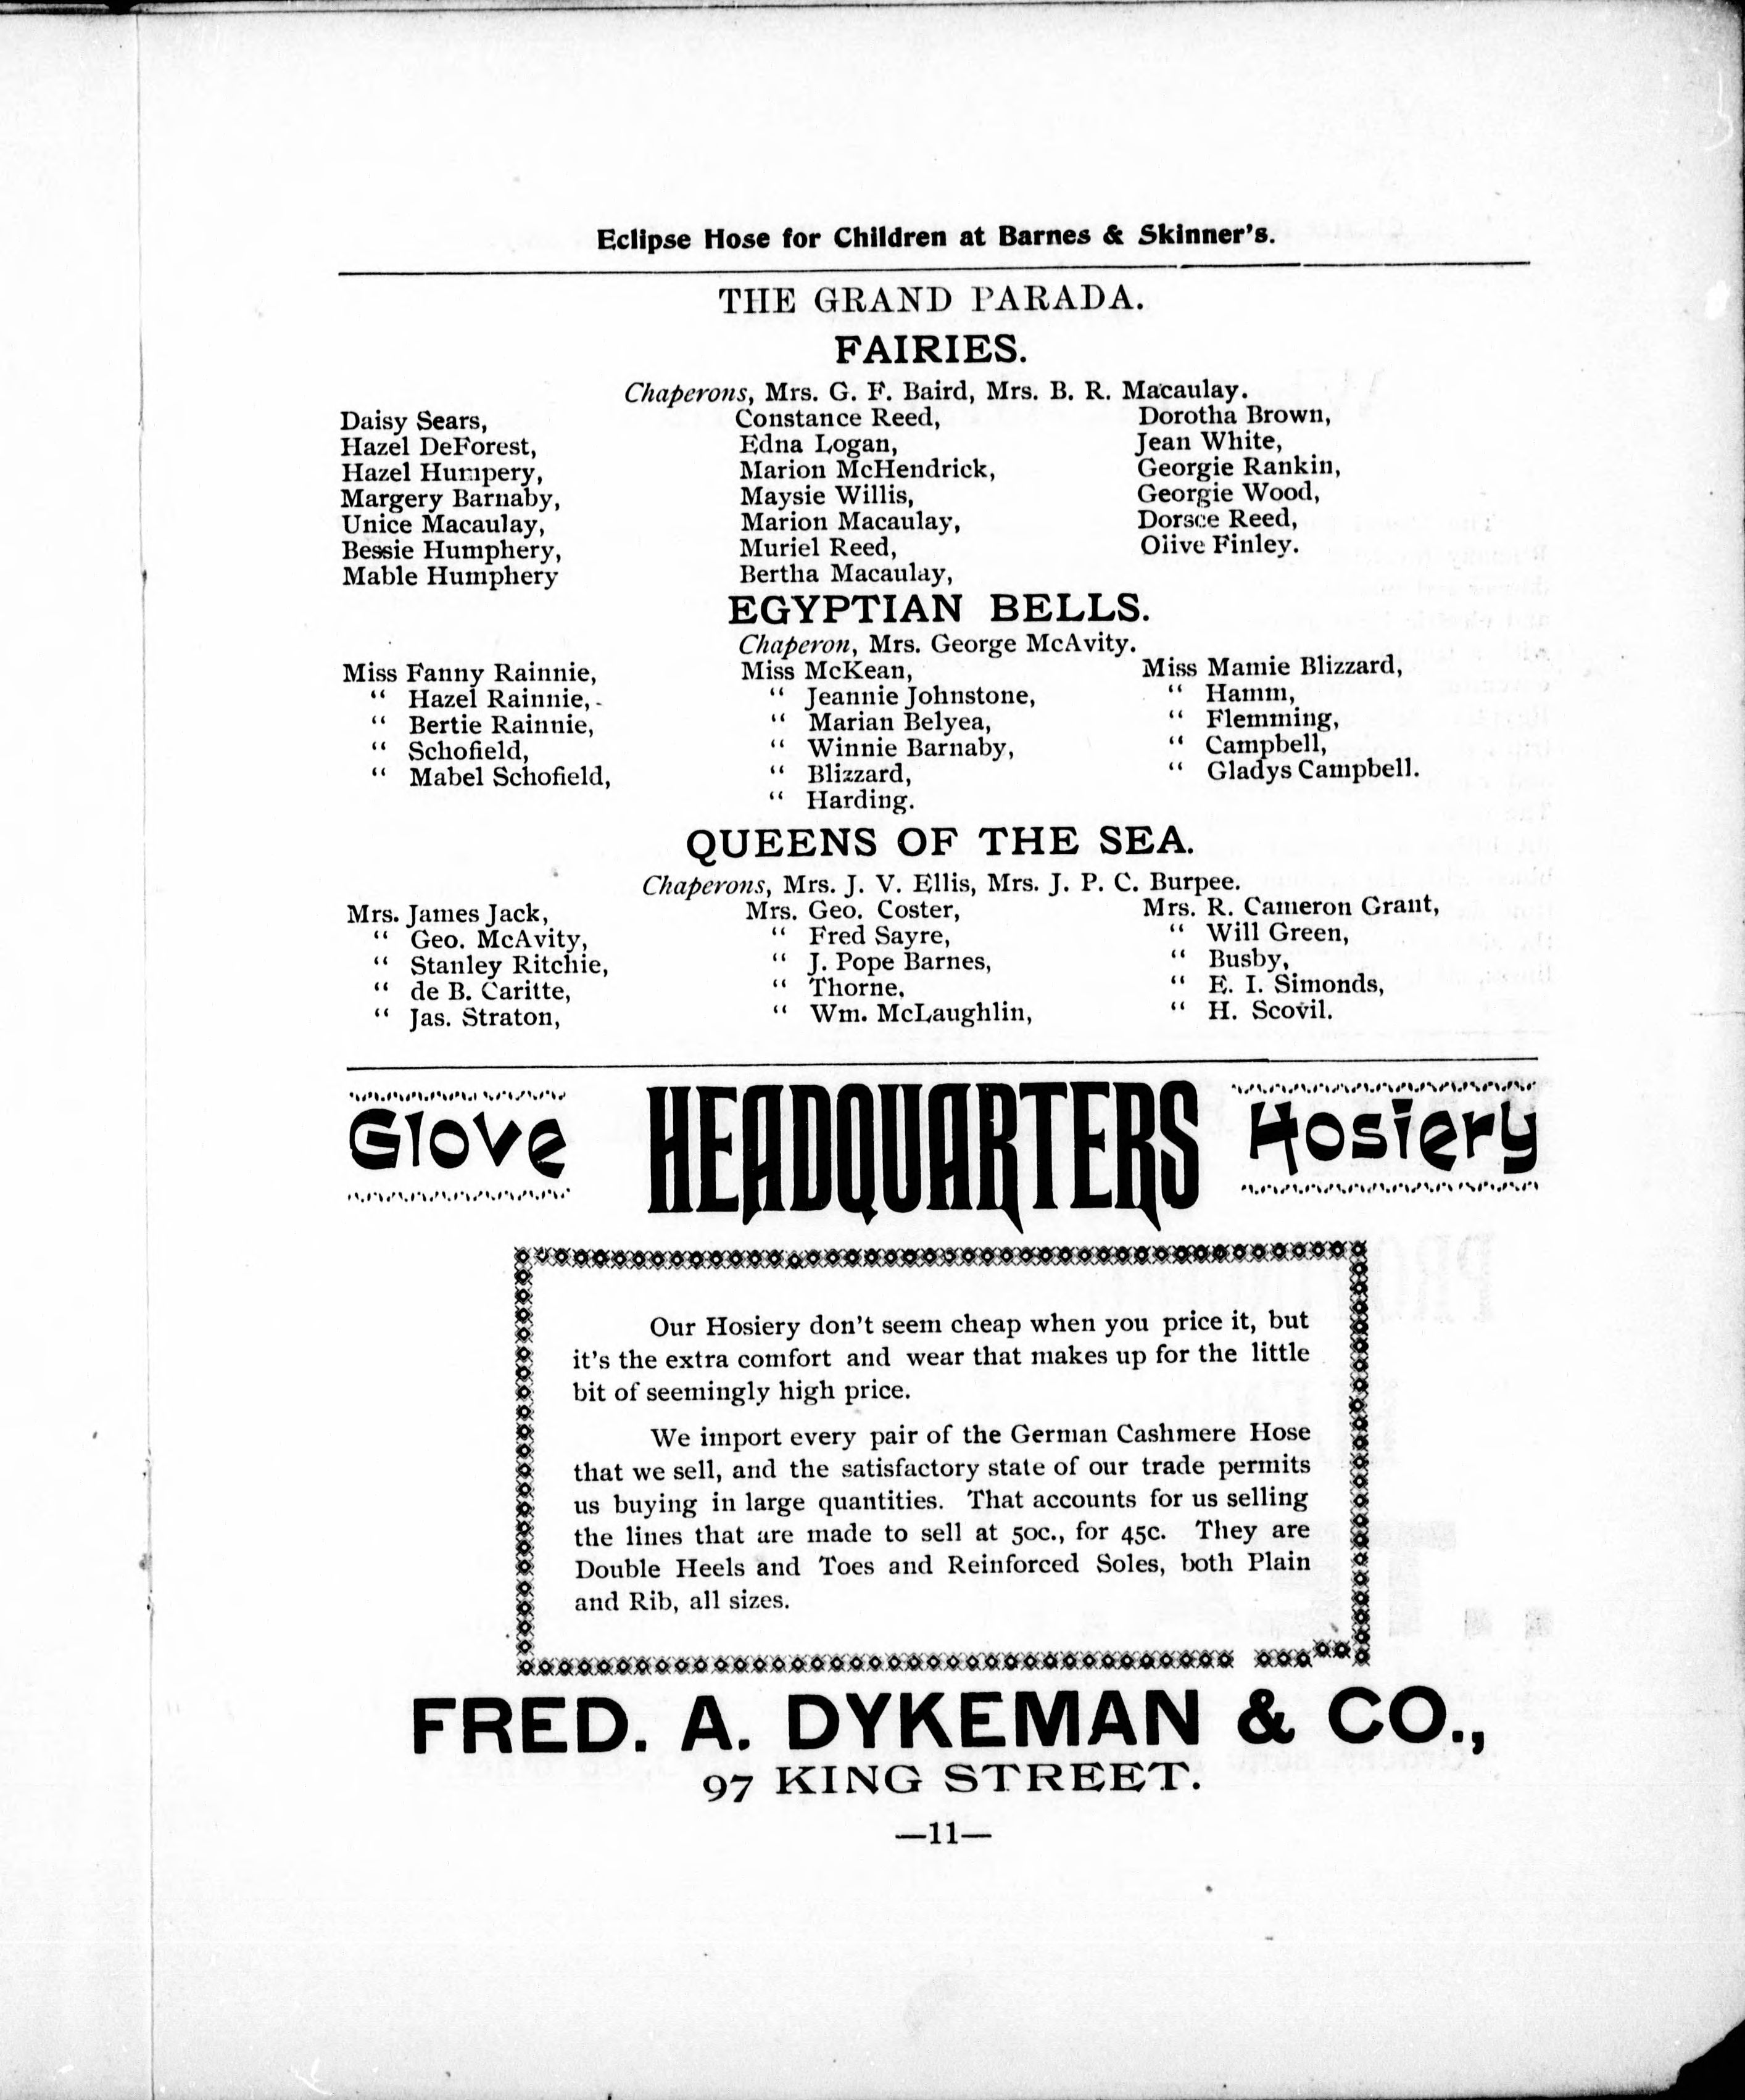 Eclipse Hose for Children at Barnes & Skinner's.
THE GRAND PARADA.
FAIRIES.
Chaperons, Mrs. G. F. Baird, Mrs. B. R. Macaulay.
Daisy Sears,
Hazel DeForest,
Hazel Humpery,
Margery Barnaby,
Unice Macaulay,
Bessie Humphery,
Mable Humphery
Constance Reed,
Edna Logan,
Marion McHendrick,
Maysie Willis,
Marion Macaulay,
Muriel Reed,
Bertha Macaulay,
Dorotha Brown,
Jean White,
Georgie Rankin,
Georgie Wood,
Dorsce Reed,
Olive Finley.
EGYPTIAN BELLS.
Chaperon, Mrs. George McAvity.
Miss Fanny Rainnie,
“ Hazel Rainnie,
“ Bertie Rainnie,
“ Schofield,
“ Mabel Schofield,
Miss McKean,
“ Jeannie Johnstone,
“ Marian Belyea,
“ Winnie Barnaby,
“ Blizzard,
“ Harding.
Miss Mamie Blizzard,
“ Hamm,
“ Flemming,
“ Campbell,
“ Gladys Campbell.
QUEENS OF THE SEA.
Chaperons, Mrs. J. V. Ellis, Mrs. J. P. C. Burpee.
Mrs. James Jack,
“ Geo. McAvity,
“ Stanley Ritchie,
“ de B. Caritte,
“ Jas. Straton,
Mrs. Geo. Coster,
“ Fred Sayre,
“ J. Pope Barnes,
“ Thorne,
“ Wm. McLaughlin,
Mrs. R. Cameron Grant,
“ Will Green,
“ Busby,
“ E. I. Simonds,
“ H. Scovil.
Glove HEADQUARTERS Hosiery
Our Hosiery don't seem cheap when you price it, but
it's the extra comfort and wear that makes up for the little
bit of seemingly high price.
We import every pair of the German Cashmere Hose
that we sell, and the satisfactory state of our trade permits
us buying in large quantities. That accounts for us selling
the lines that are made to sell at 50c., for 45c. They are
Double Heels and Toes and Reinforced Soles, both Plain
and Rib, all sizes.
FRED. A. DYKEMAN & CO.,
97 KING STREET.
—11—